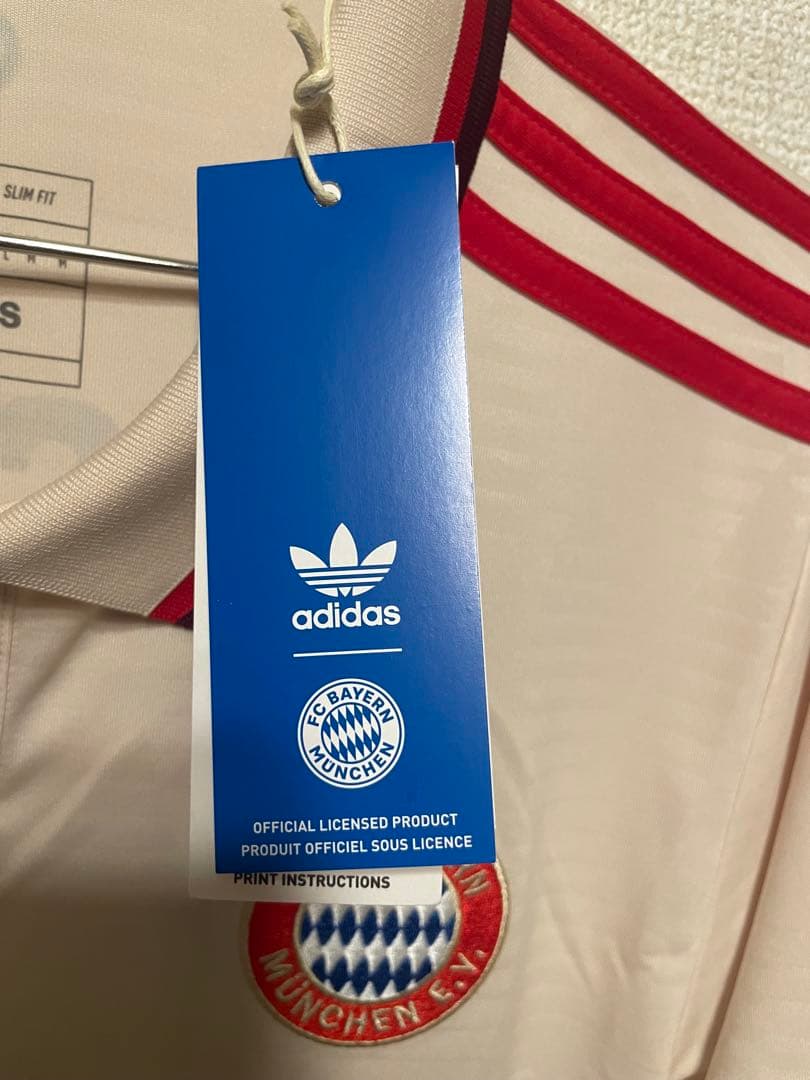 SLIM FIT
S
adidas
FC BAYERN
MÜNCHEN
OFFICIAL LICENSED PRODUCT
PRODUIT OFFICIEL SOUS LICENCE
PRINT INSTRUCTIONS
MÜNCHEN E.V.